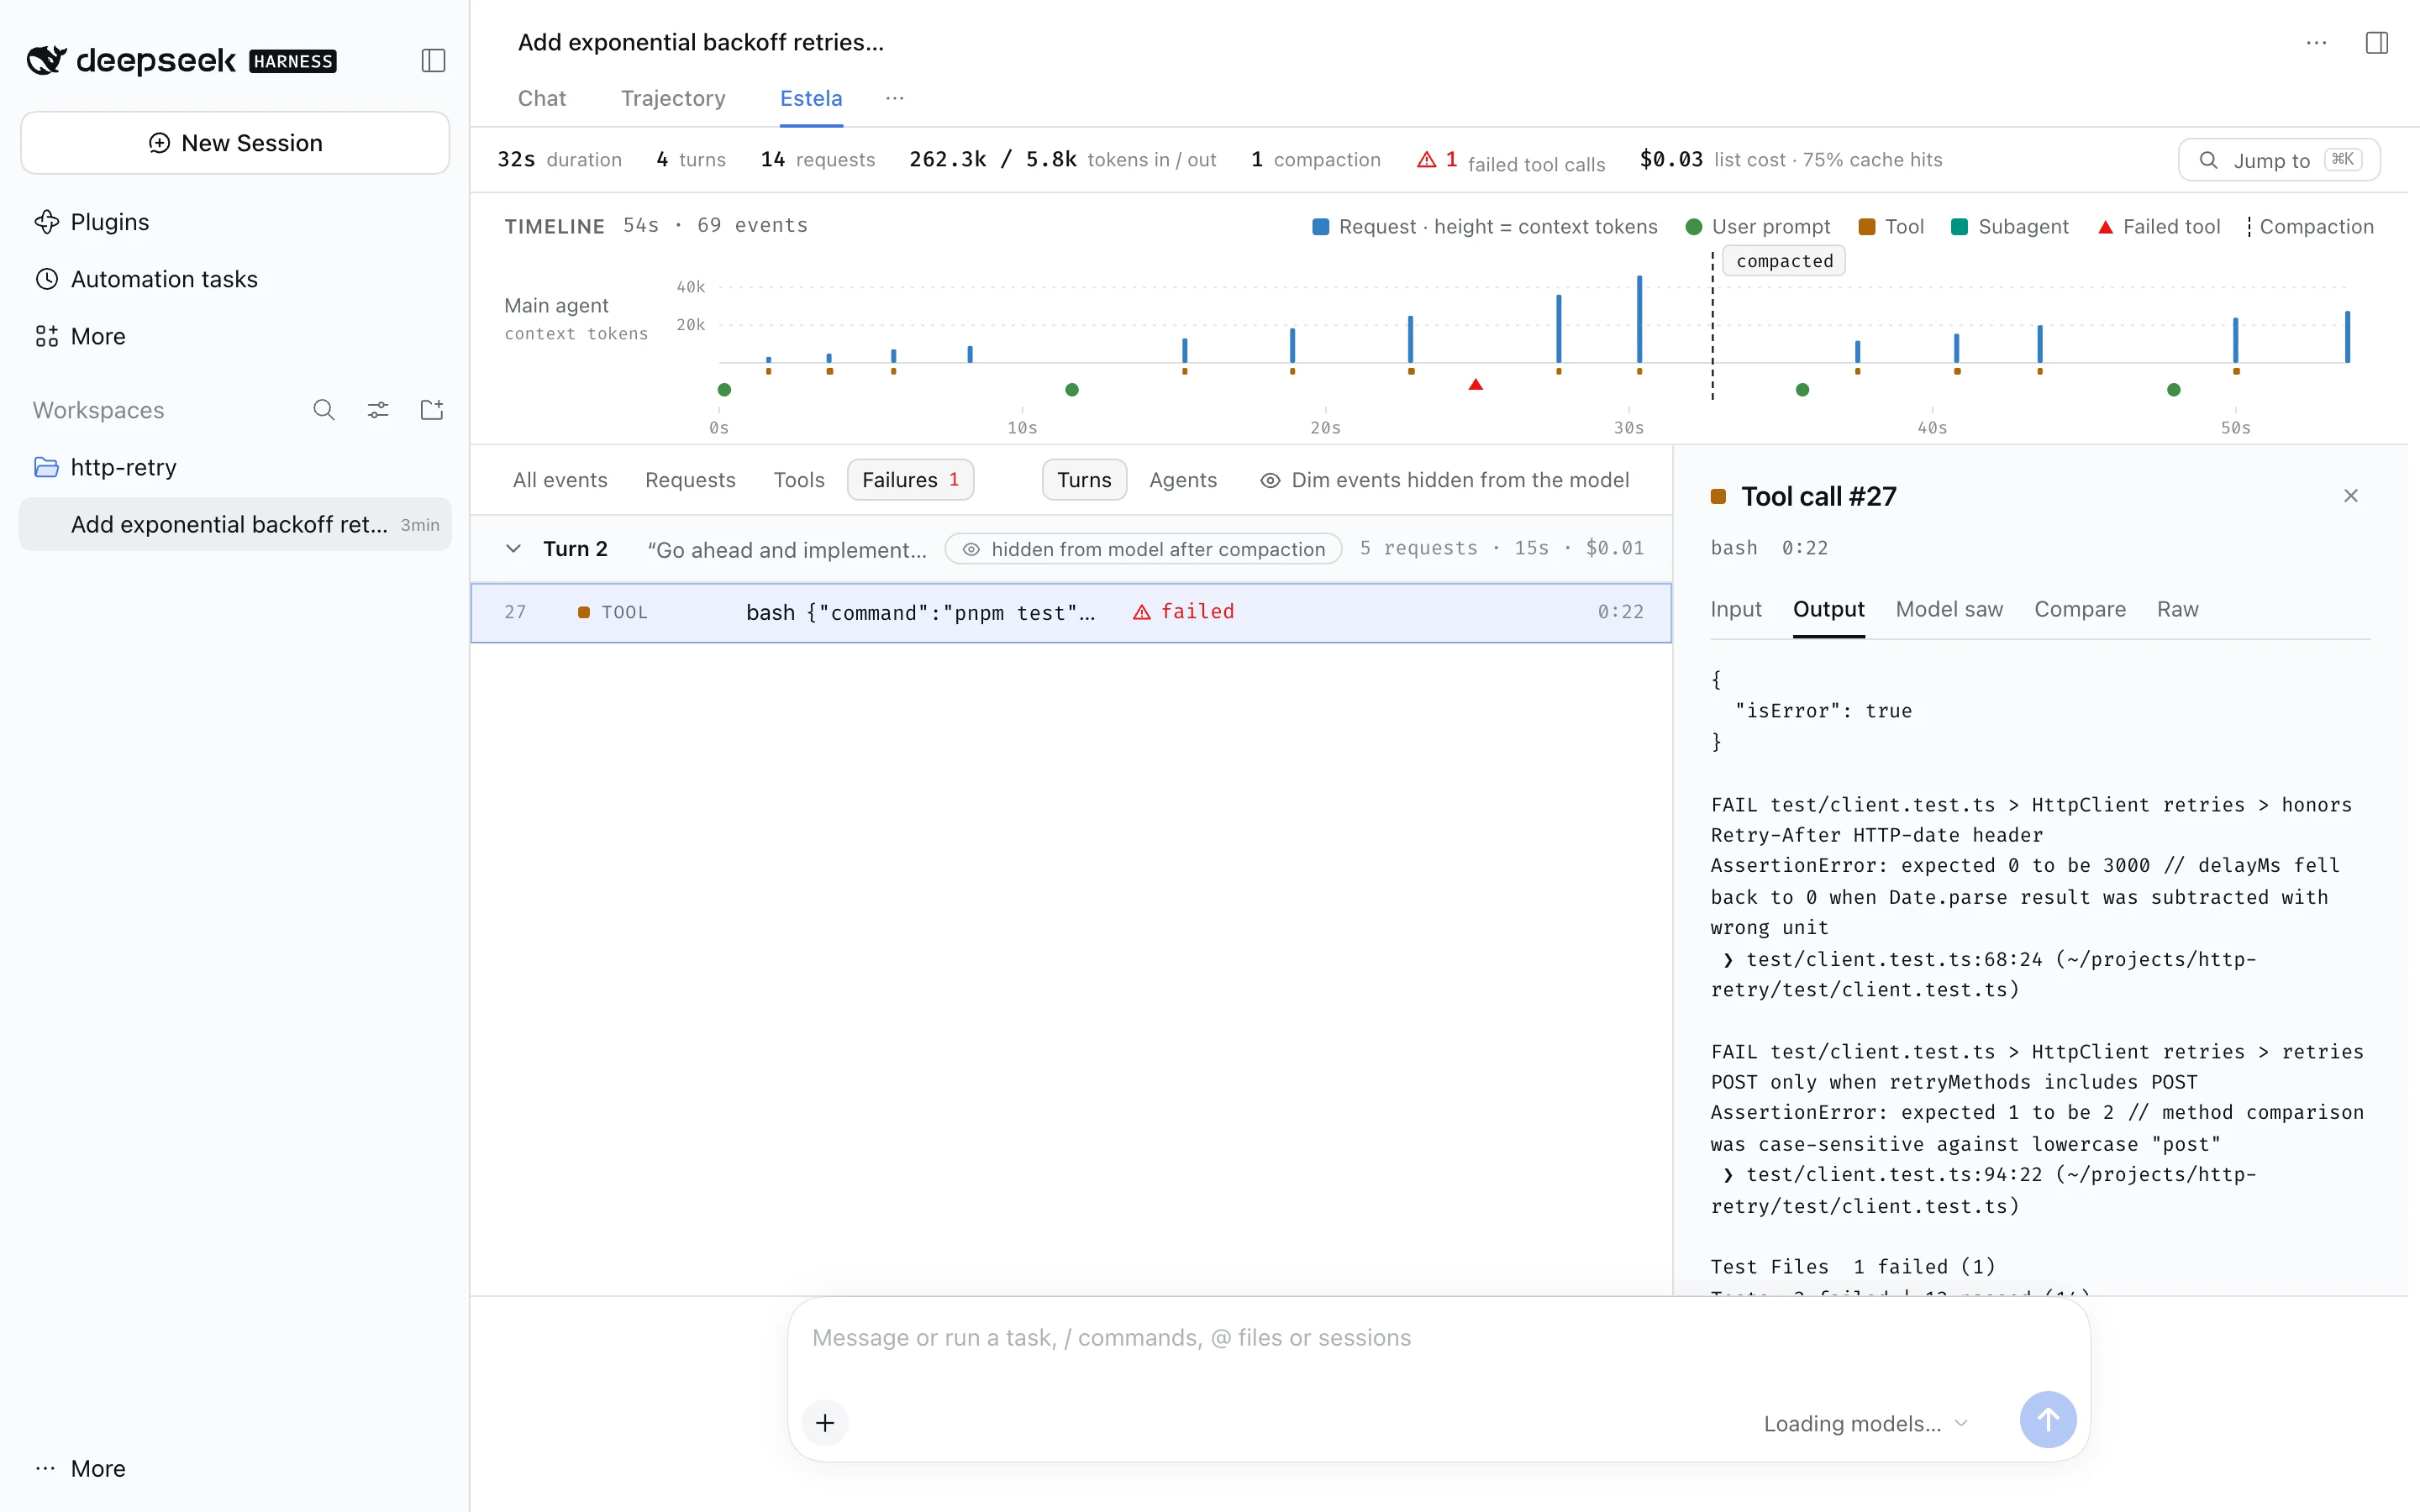 deepseek HARNESS
New Session
Plugins
Automation tasks
More
Workspaces
http-retry
Add exponential backoff ret... 3min
More
Add exponential backoff retries...
Chat Trajectory Estela
32s duration 4 turns 14 requests 262.3k / 5.8k tokens in / out 1 compaction 1 failed tool calls $0.03 list cost · 75% cache hits Jump to ⌘K
TIMELINE 54s · 69 events
Request · height = context tokens User prompt Tool Subagent Failed tool Compaction
compacted
Main agent
context tokens
40k
20k
0s 10s 20s 30s 40s 50s
All events Requests Tools Failures 1 Turns Agents Dim events hidden from the model
Turn 2 “Go ahead and implement... hidden from model after compaction 5 requests · 15s · $0.01
27 TOOL bash {"command":"pnpm test"... failed 0:22
Tool call #27
bash 0:22
Input Output Model saw Compare Raw
{
"isError": true
}
FAIL test/client.test.ts > HttpClient retries > honors
Retry-After HTTP-date header
AssertionError: expected 0 to be 3000 // delayMs fell
back to 0 when Date.parse result was subtracted with
wrong unit
❯ test/client.test.ts:68:24 (~/projects/http-
retry/test/client.test.ts)
FAIL test/client.test.ts > HttpClient retries > retries
POST only when retryMethods includes POST
AssertionError: expected 1 to be 2 // method comparison
was case-sensitive against lowercase "post"
❯ test/client.test.ts:94:22 (~/projects/http-
retry/test/client.test.ts)
Test Files 1 failed (1)
Message or run a task, / commands, @ files or sessions
Loading models...